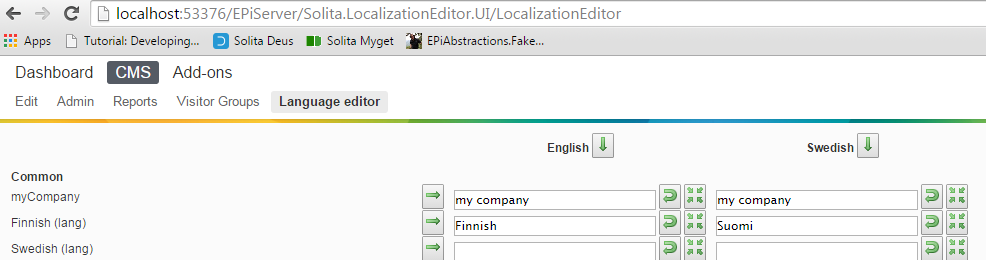 localhost:53376/EPiServer/Solita.LocalizationEditor.UI/LocalizationEditor
Apps Tutorial: Developing... Solita Deus Solita Myget EPiAbstractions.Fake...
Dashboard CMS Add-ons
Edit Admin Reports Visitor Groups Language editor
English Swedish
Common
myCompany my company my company
Finnish (lang) Finnish Suomi
Swedish (lang)